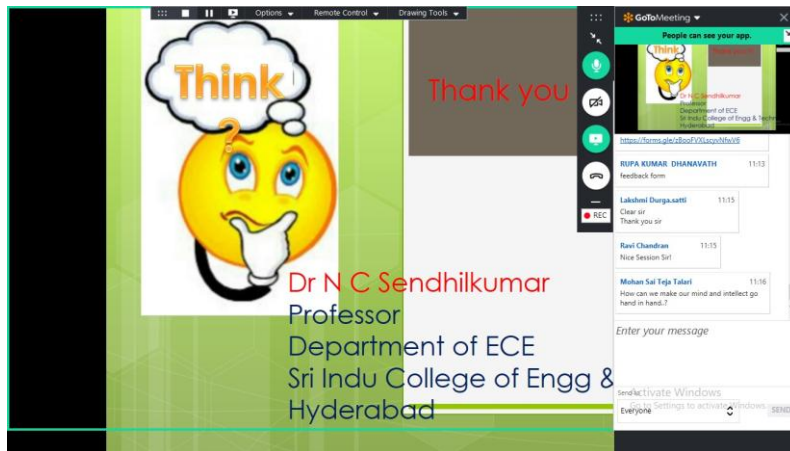 Options
Remote Control
Drawing Tools
Think
?
Thank you
Dr N C Sendhilkumar
Professor
Department of ECE
Sri Indu College of Engg &
Hyderabad
REC
GoToMeeting
People can see your app.
Think
Dr N C Sendhilkumar
Professor
Department of ECE
Sri Indu College of Engg & Techn
Hyderabad
RUPA KUMAR DHANAVATH 11:13
feedback form
Lakshmi Durga.satti 11:15
Clear sir
Thank you sir
Ravi Chandran 11:15
Nice Session Sir!
Mohan Sai Teja Talari 11:16
How can we make our mind and intellect go
hand in hand..?
Enter your message
Activate Windows
Go to Settings to activate Windows.
Everyone
SEND